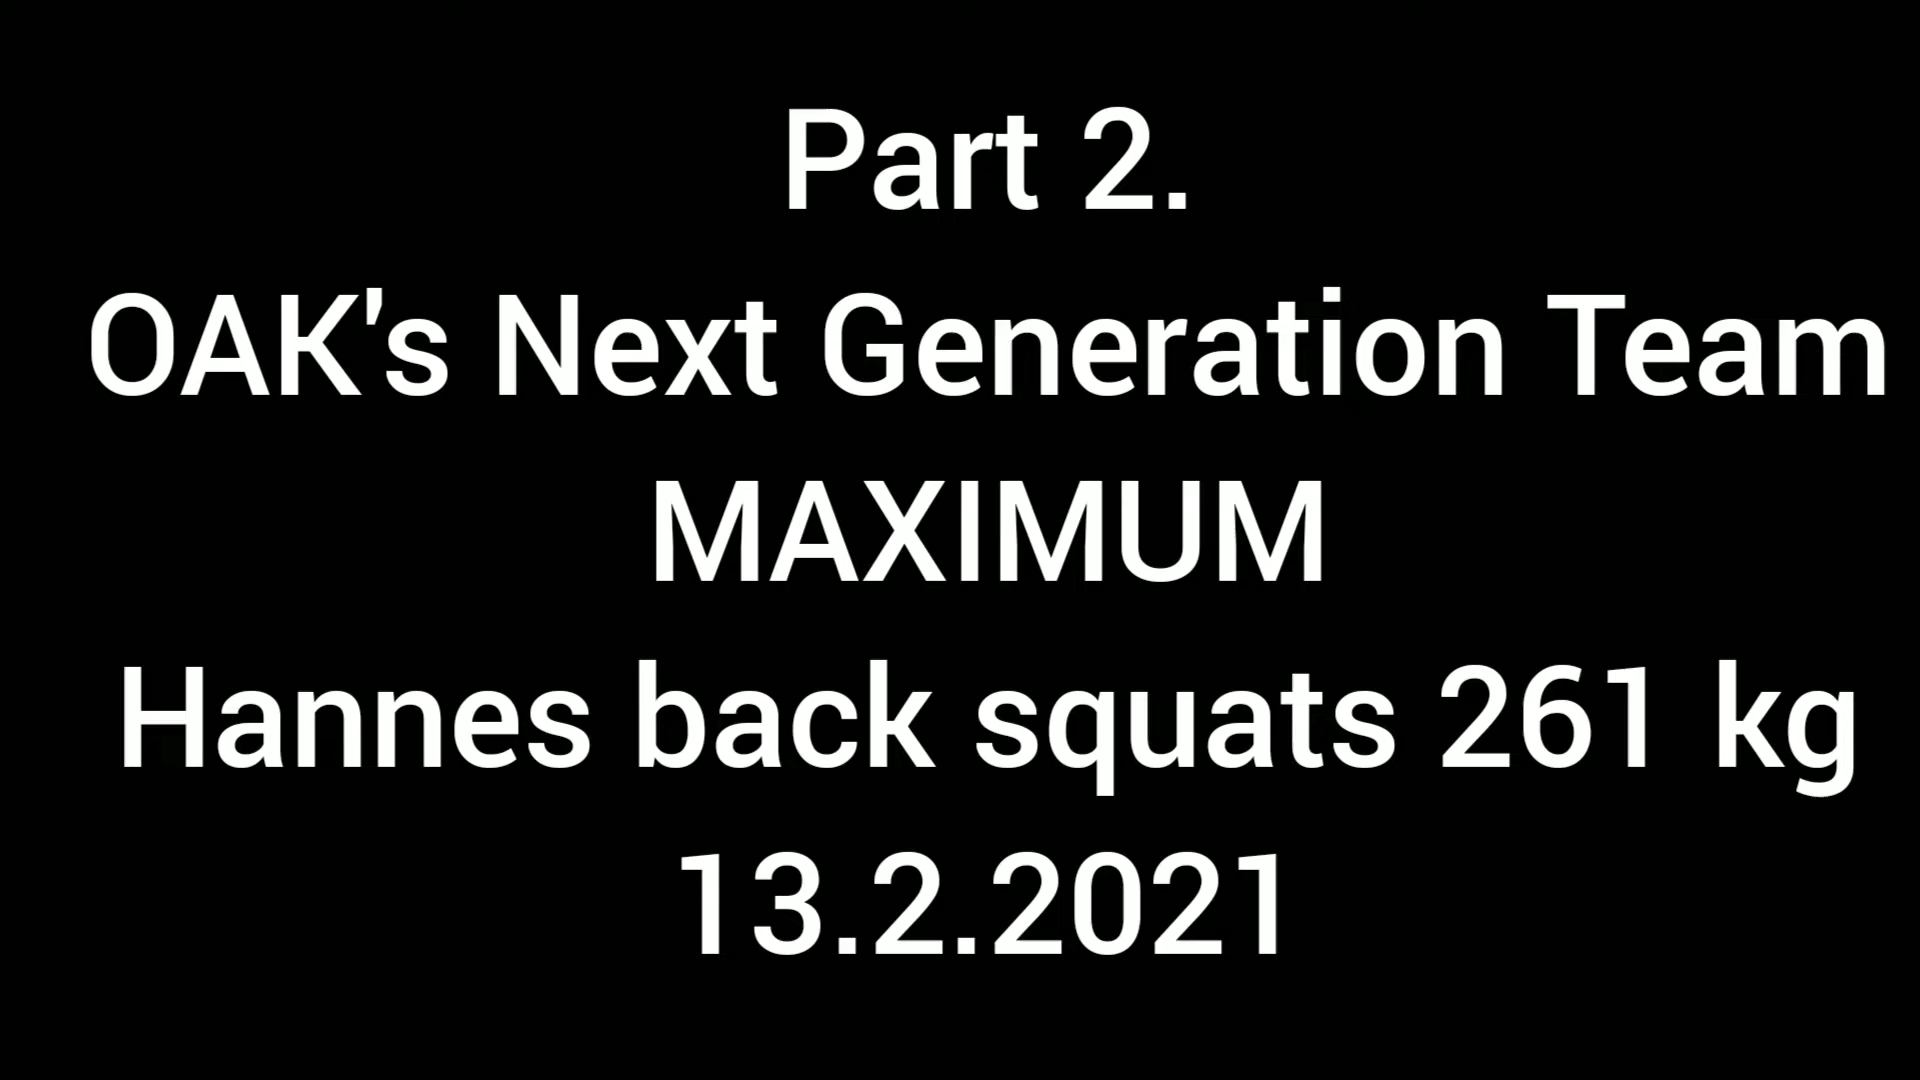 Part 2.
OAK's Next Generation Team
MAXIMUM
Hannes back squats 261 kg
13.2.2021